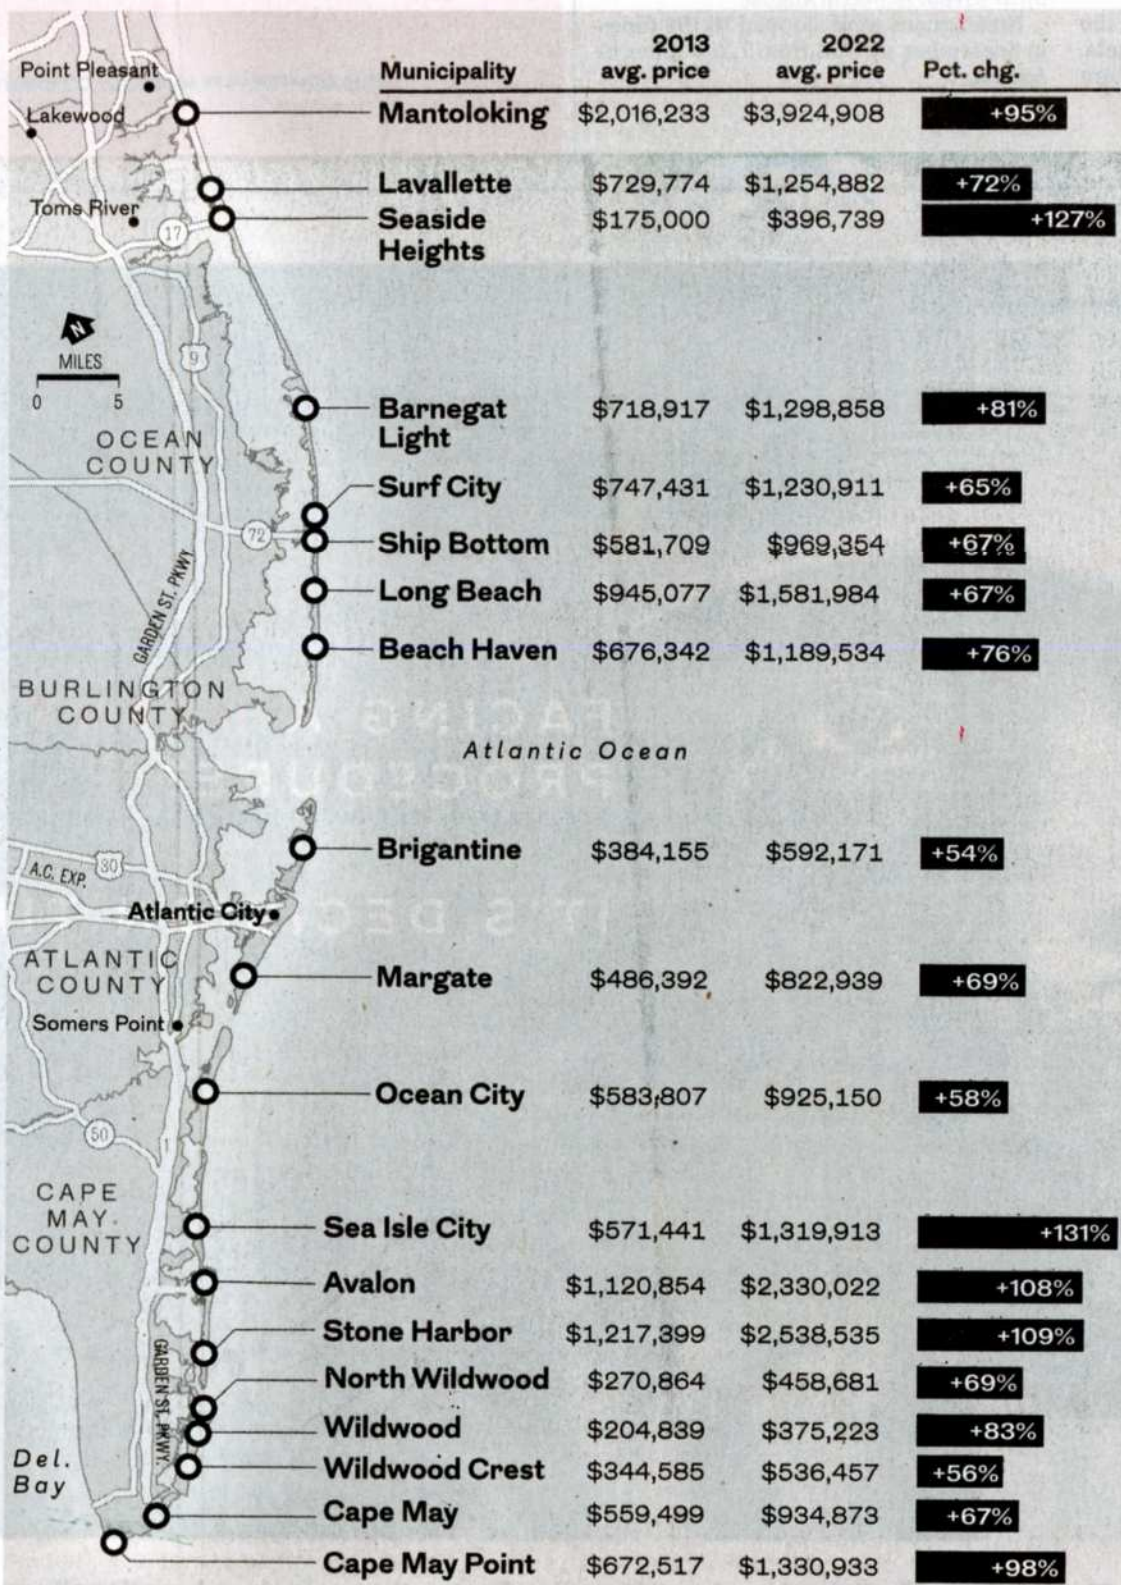 2013 2022
Municipality avg. price avg. price Pct. chg.
Mantoloking $2,016,233 $3,924,908 +95%
Lavallette $729,774 $1,254,882 +72%
Seaside $175,000 $396,739 +127%
Heights
Barnegat $718,917 $1,298,858 +81%
Light
Surf City $747,431 $1,230,911 +65%
Ship Bottom $581,709 $969,354 +67%
Long Beach $945,077 $1,581,984 +67%
Beach Haven $676,342 $1,189,534 +76%
Atlantic Ocean
Brigantine $384,155 $592,171 +54%
Margate $486,392 $822,939 +69%
Ocean City $583,807 $925,150 +58%
Sea Isle City $571,441 $1,319,913 +131%
Avalon $1,120,854 $2,330,022 +108%
Stone Harbor $1,217,399 $2,538,535 +109%
North Wildwood $270,864 $458,681 +69%
Wildwood $204,839 $375,223 +83%
Wildwood Crest $344,585 $536,457 +56%
Cape May $559,499 $934,873 +67%
Cape May Point $672,517 $1,330,933 +98%
Point Pleasant
Lakewood
Toms River
17
N
MILES
0 5
9
OCEAN
COUNTY
72
GARDEN ST. PKWY
BURLINGTON
COUNTY
30
A.C. EXP.
Atlantic City
ATLANTIC
COUNTY
Somers Point
50
1
CAPE
MAY
COUNTY
GARDEN ST. PKWY.
Del.
Bay